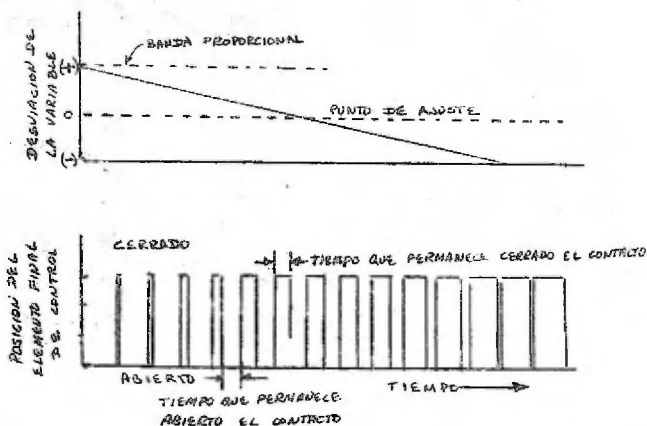 DESVIACION DE
LA VARIABLE
(+)
0
(-)
BANDA PROPORCIONAL
PUNTO DE AJUSTE
POSICION DEL
ELEMENTO FINAL
DE CONTROL
CERRADO
TIEMPO QUE PERMANECE CERRADO EL CONTACTO
ABIERTO
TIEMPO
TIEMPO QUE PERMANECE
ABIERTO EL CONTACTO